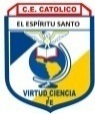 C.E. CATOLICO
EL ESPÍRITU SANTO
VIRTUD CIENCIA
FE